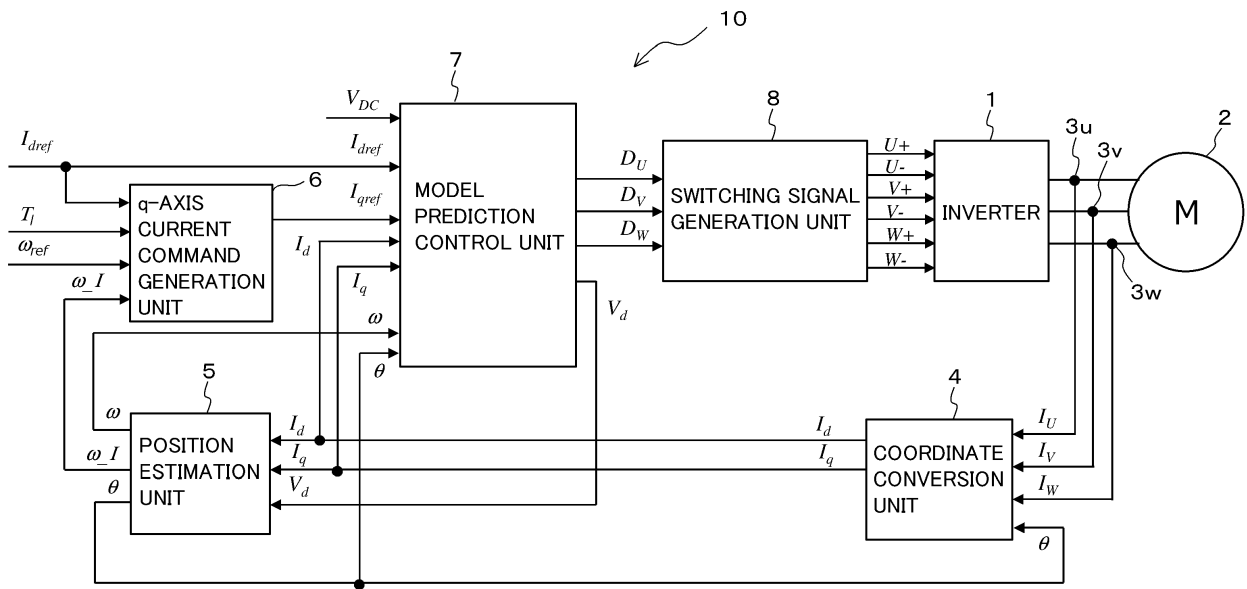 10
7
8
1
2
3u
3v
V_DC
I_dref
I_dref
6
q-AXIS
CURRENT
COMMAND
GENERATION
UNIT
T_l
ω_ref
ω_I
I_qref
I_d
I_q
ω
θ
MODEL
PREDICTION
CONTROL UNIT
D_U
D_V
D_W
V_d
SWITCHING SIGNAL
GENERATION UNIT
U+
U-
V+
V-
W+
W-
INVERTER
M
3w
5
ω
ω_I
θ
POSITION
ESTIMATION
UNIT
I_d
I_q
V_d
4
I_d
I_q
COORDINATE
CONVERSION
UNIT
I_U
I_V
I_W
θ